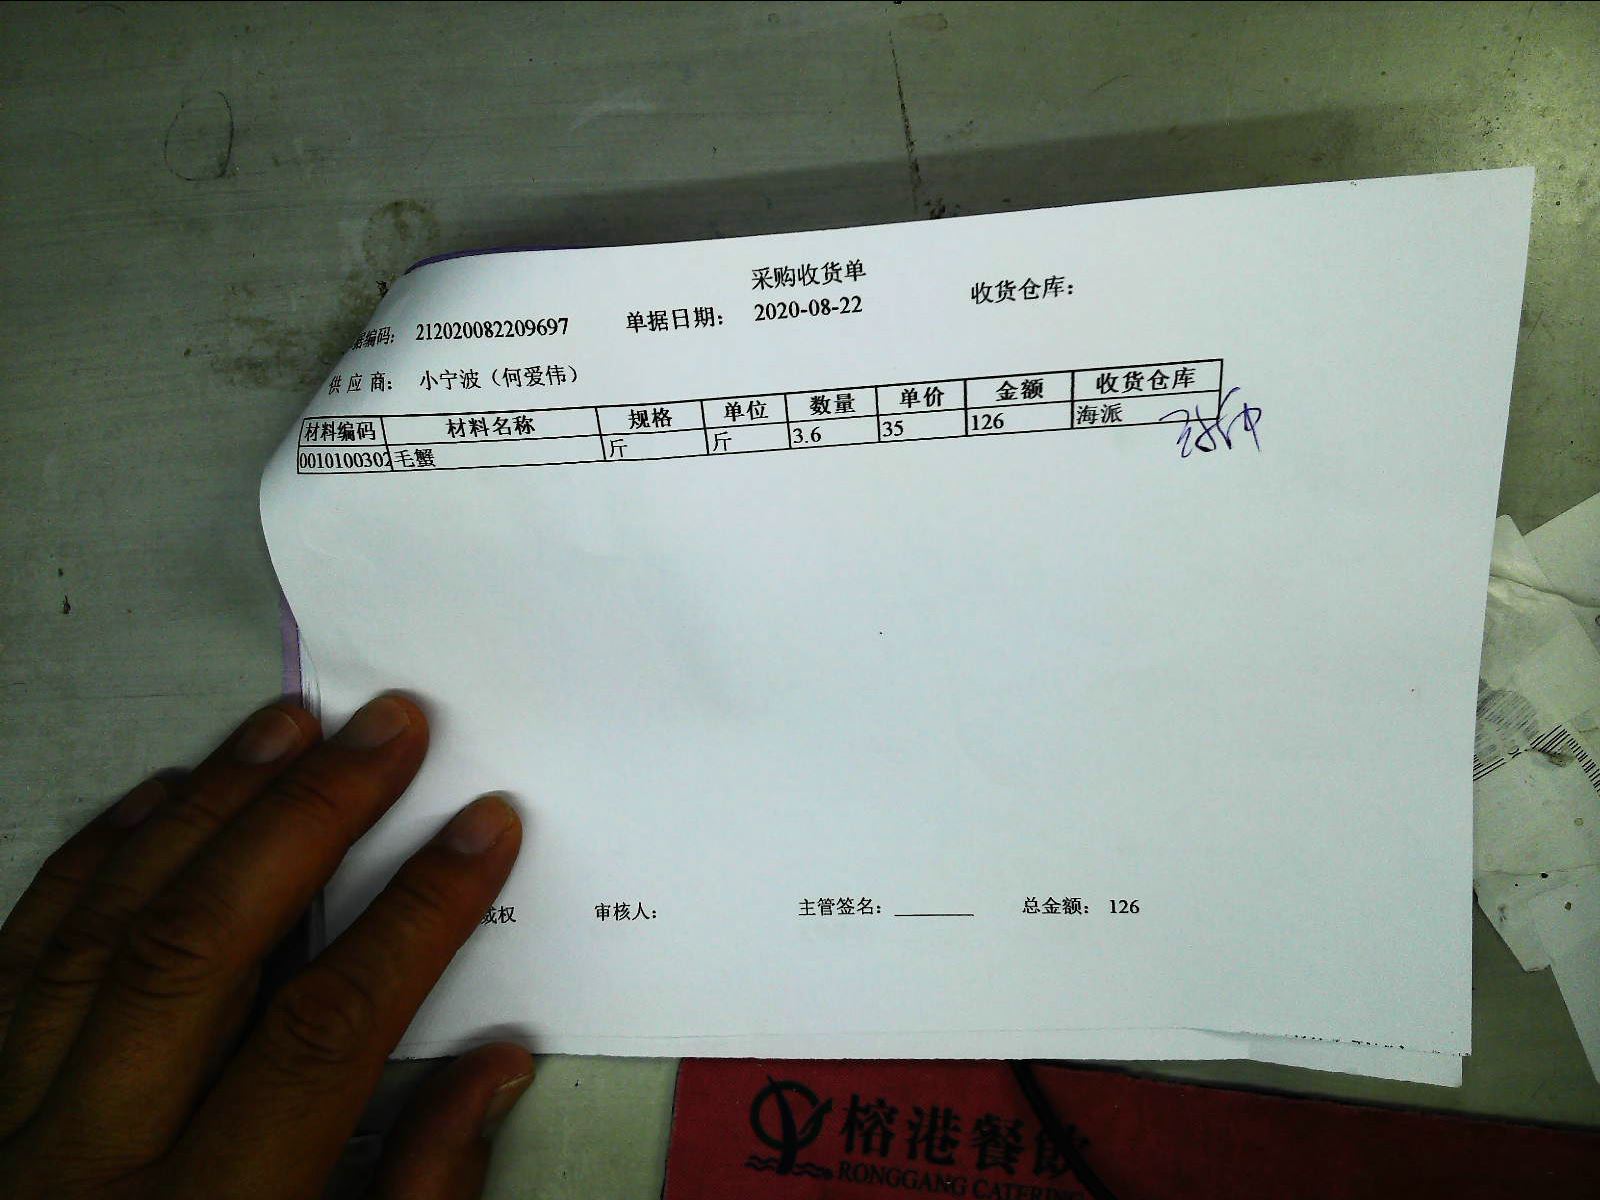 采购收货单
据编码： 212020082209697 单据日期： 2020-08-22 收货仓库：
供 应 商： 小宁波（何爱伟）
材料编码 材料名称 规格 单位 数量 单价 金额 收货仓库
0010100302 毛蟹 斤 斤 3.6 35 126 海派
威权 审核人： 主管签名： ________ 总金额： 126
榕港餐飲
RONGGANG CATERING